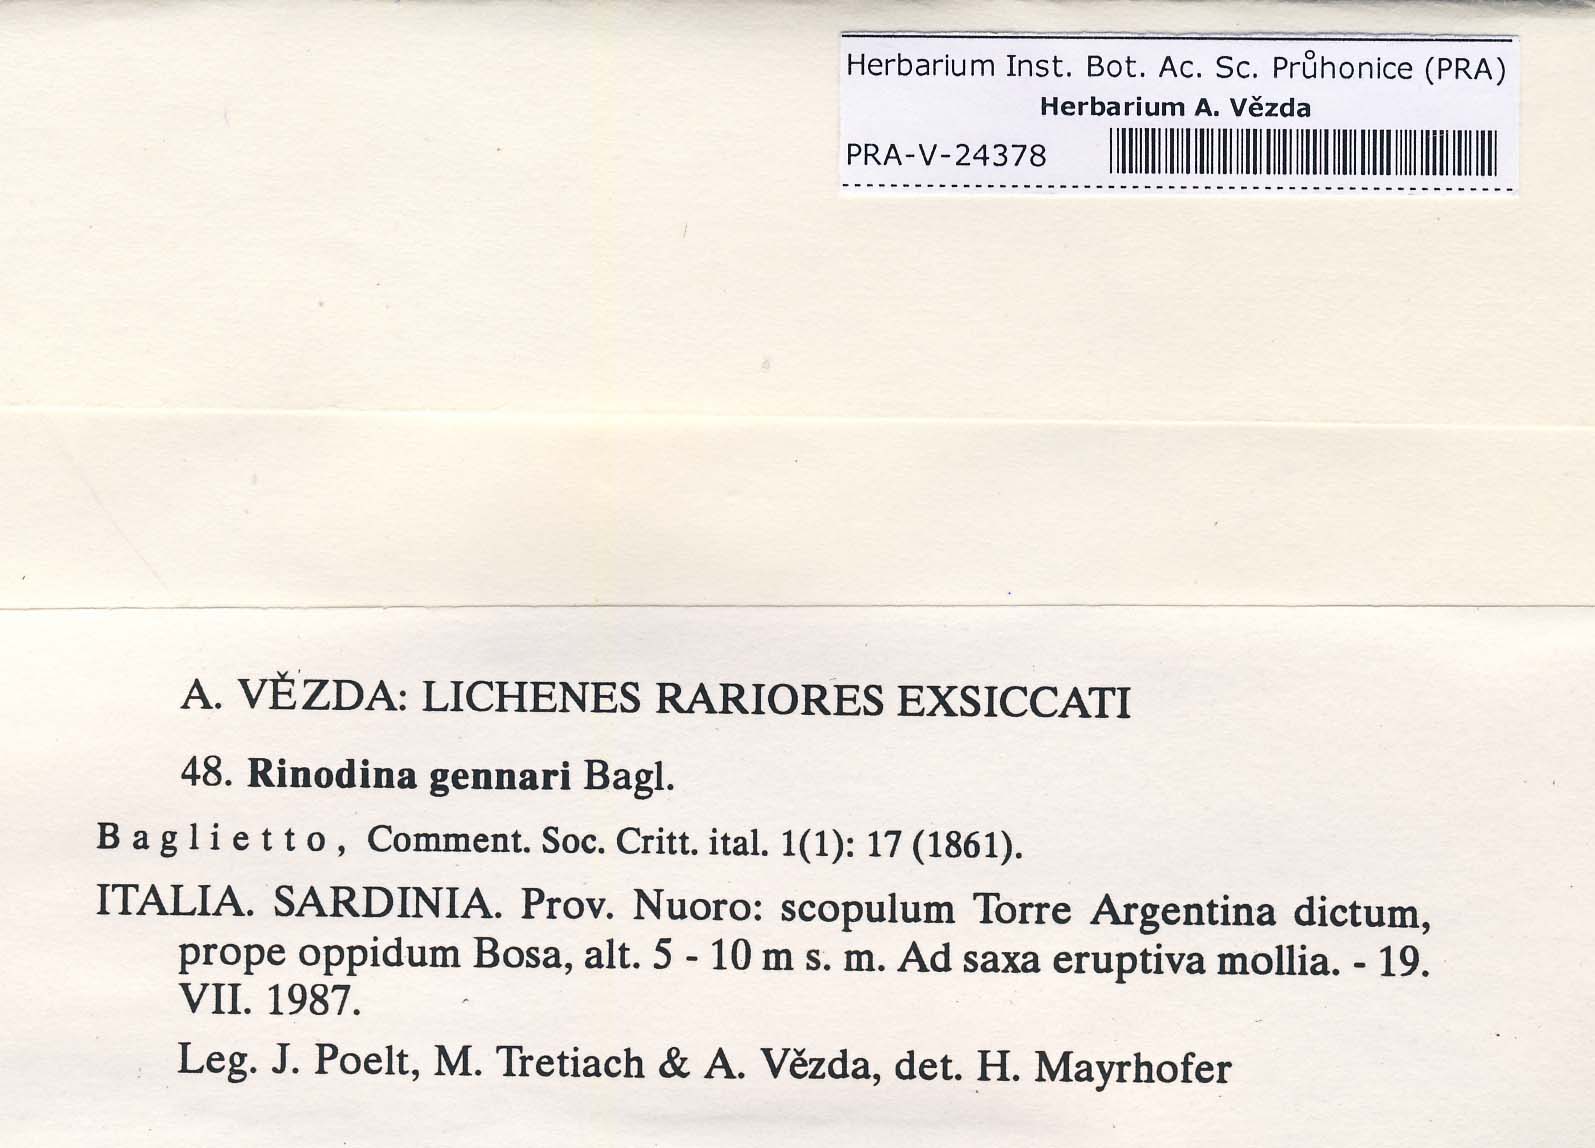 Herbarium Inst. Bot. Ac. Sc. Průhonice (PRA)
Herbarium A. Vězda
PRA-V-24378
A. VĚZDA: LICHENES RARIORES EXSICCATI
48. Rinodina gennari Bagl.
Baglietto, Comment. Soc. Critt. ital. 1(1): 17 (1861).
ITALIA. SARDINIA. Prov. Nuoro: scopulum Torre Argentina dictum,
prope oppidum Bosa, alt. 5 - 10 m s. m. Ad saxa eruptiva mollia. - 19.
VII. 1987.
Leg. J. Poelt, M. Tretiach & A. Vězda, det. H. Mayrhofer